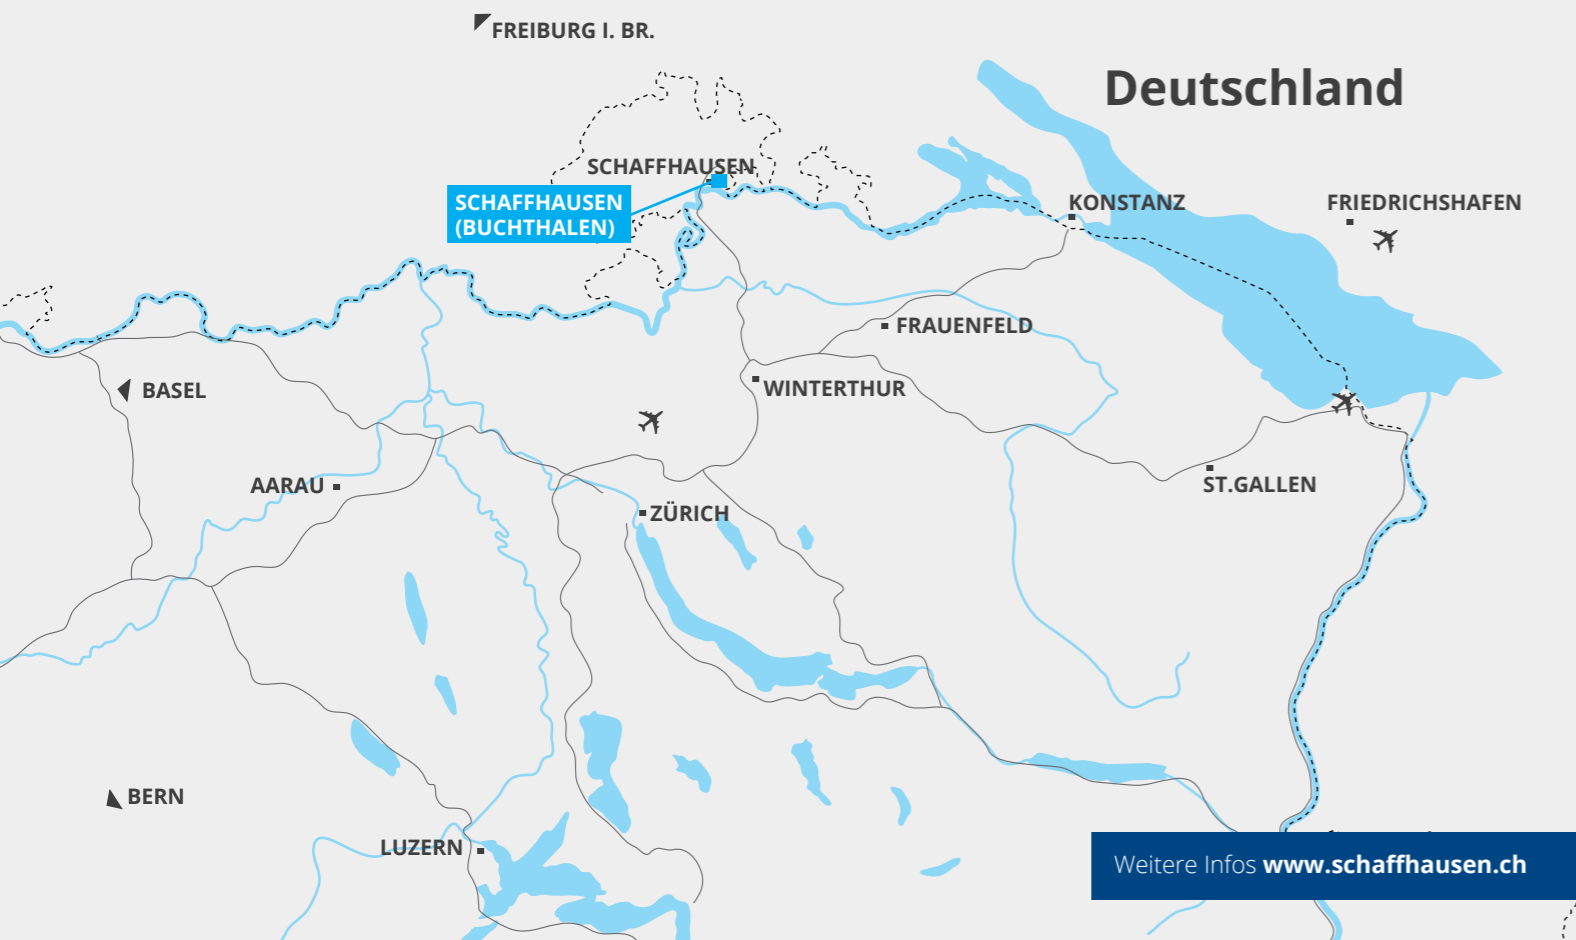 FREIBURG I. BR.
Deutschland
SCHAFFHAUSEN
SCHAFFHAUSEN
(BUCHTHALEN)
KONSTANZ
FRIEDRICHSHAFEN
FRAUENFELD
WINTERTHUR
BASEL
AARAU
ST.GALLEN
ZÜRICH
BERN
LUZERN
Weitere Infos www.schaffhausen.ch